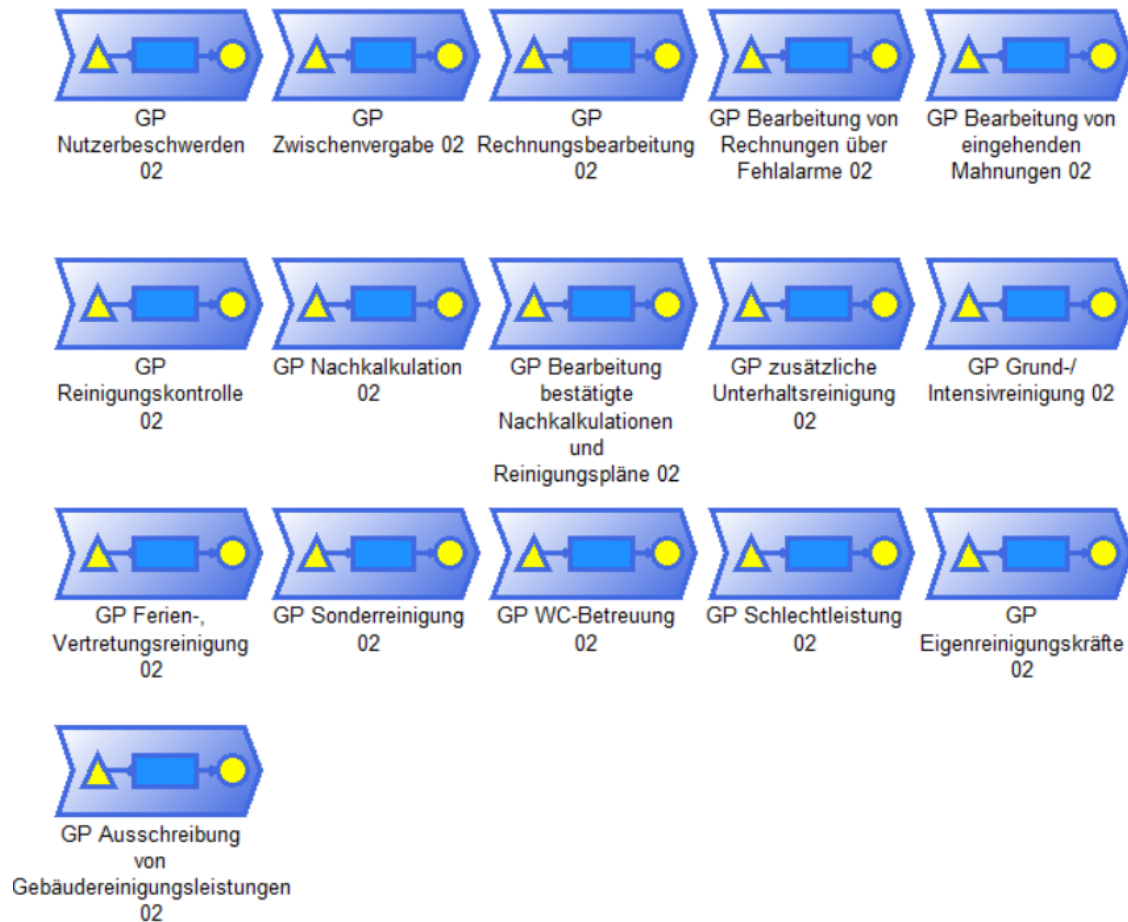 GP
Nutzerbeschwerden
02
GP
Zwischenvergabe 02
GP
Rechnungsbearbeitung
02
GP Bearbeitung von
Rechnungen über
Fehlalarme 02
GP Bearbeitung von
eingehenden
Mahnungen 02
GP
Reinigungskontrolle
02
GP Nachkalkulation
02
GP Bearbeitung
bestätigte
Nachkalkulationen
und
Reinigungspläne 02
GP zusätzliche
Unterhaltsreinigung
02
GP Grund-/
Intensivreinigung 02
GP Ferien-,
Vertretungsreinigung
02
GP Sonderreinigung
02
GP WC-Betreuung
02
GP Schlechtleistung
02
GP
Eigenreinigungskräfte
02
GP Ausschreibung
von
Gebäudereinigungsleistungen
02